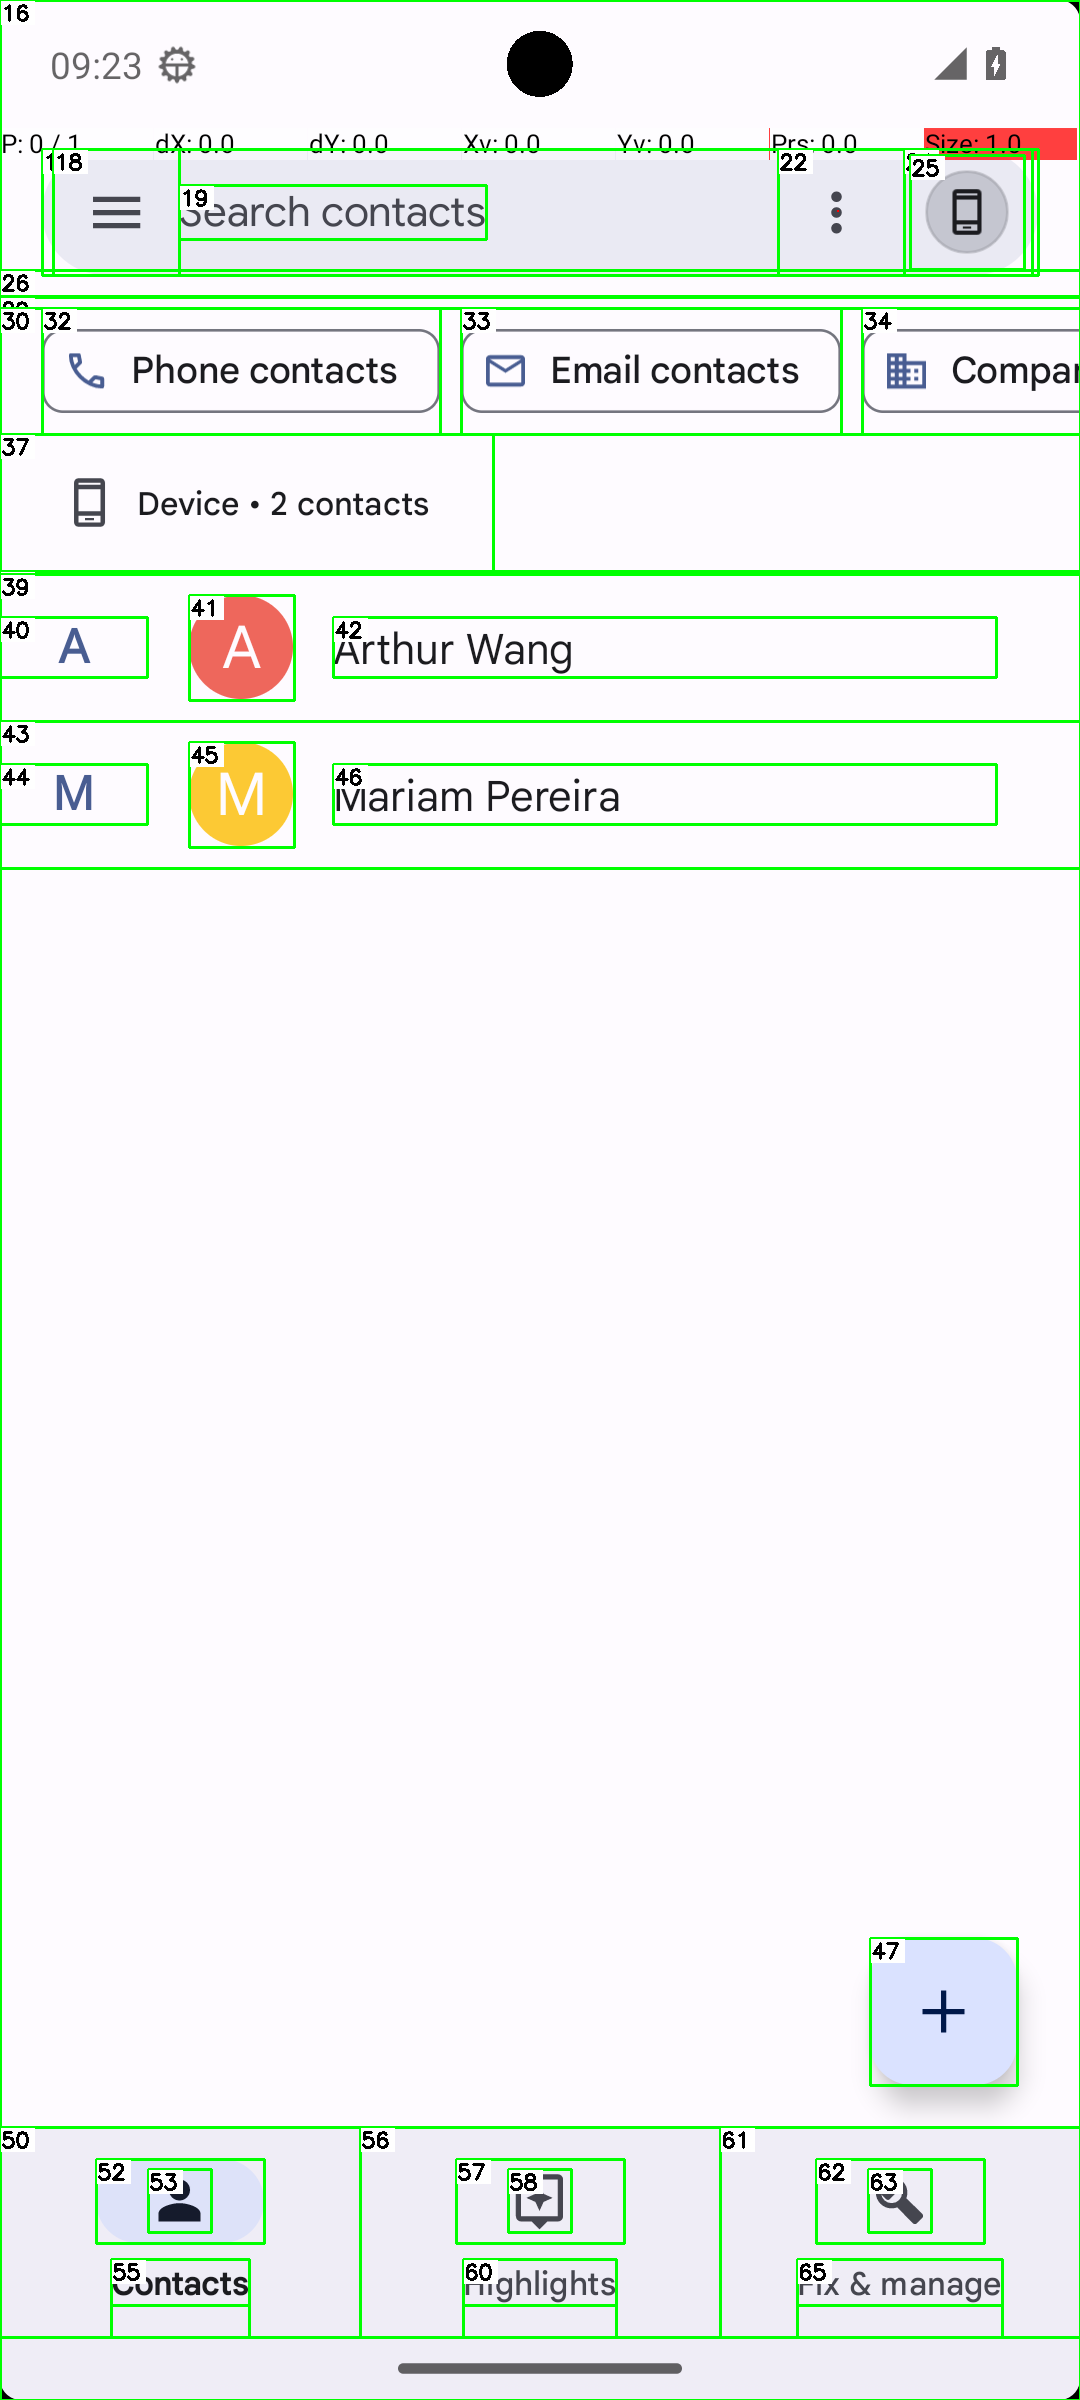 16
09:23
P: 0 / 1 dX: 0.0 dY: 0.0 Xv: 0.0 Yv: 0.0 Prs: 0.0 Size: 1.0
118 19 Search contacts 22 25
26
30 32 Phone contacts 33 Email contacts 34 Compar
37 Device • 2 contacts
39
40 A 41 A 42 Arthur Wang
43
44 M 45 M 46 Mariam Pereira
47
50 56 61
52 53 57 58 62 63
55 Contacts 60 Highlights 65 Fix & manage